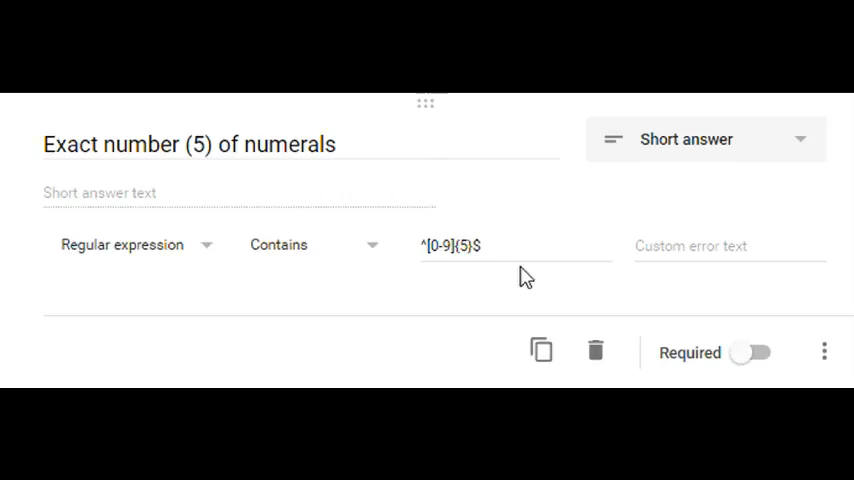 Exact number (5) of numerals
Short answer
Short answer text
Regular expression
Contains
^[0-9]{5}$
Custom error text
Required